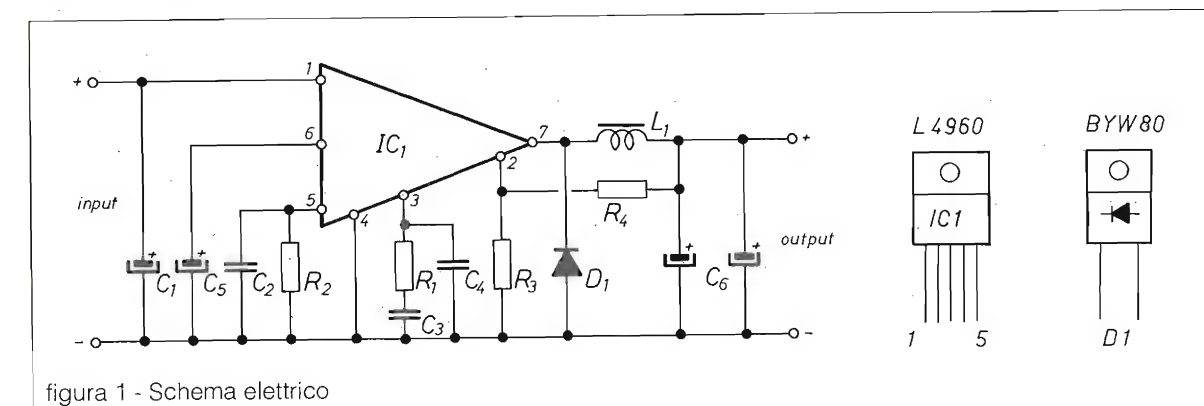 +
1
L1
L4960
BYW80
6
IC1
7
+
2
input
5
4
3
R4
IC1
output
+
+
+
+
C1
C5
C2
R2
R1
C4
R3
D1
C6
-
C3
-
1
5
D1
figura 1 - Schema elettrico